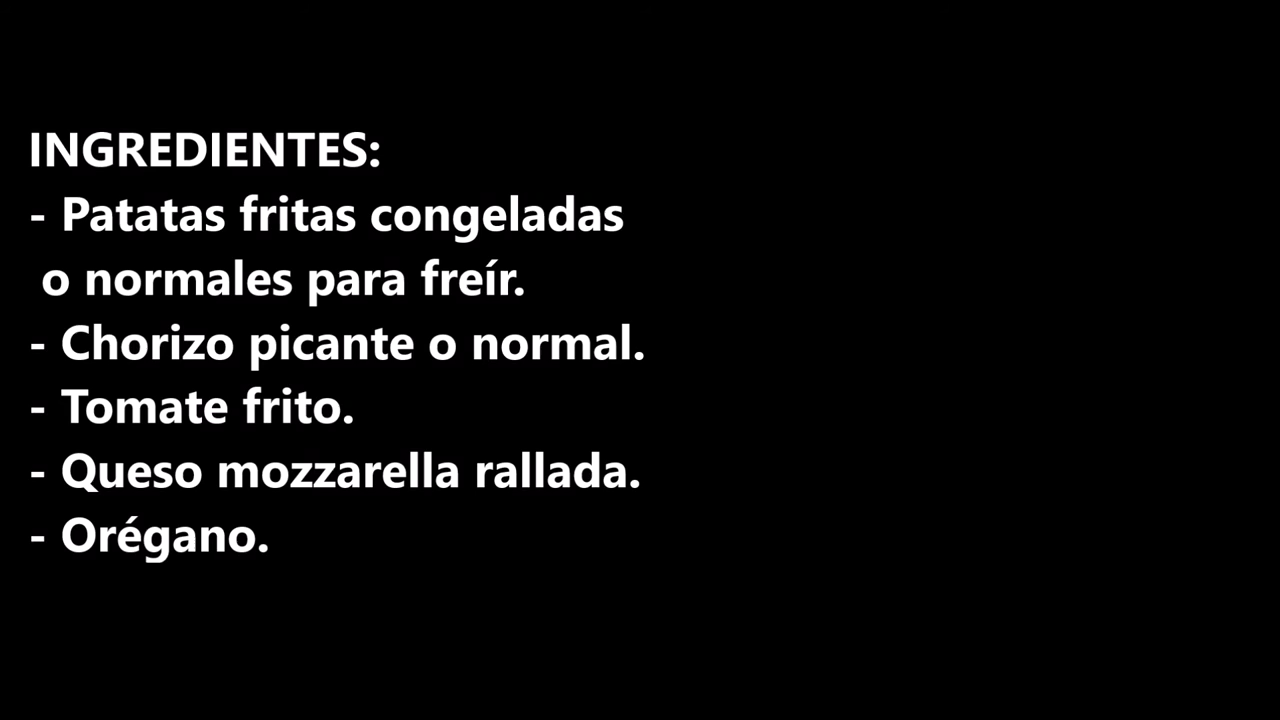 INGREDIENTES:
- Patatas fritas congeladas
o normales para freír.
- Chorizo picante o normal.
- Tomate frito.
- Queso mozzarella rallada.
- Orégano.